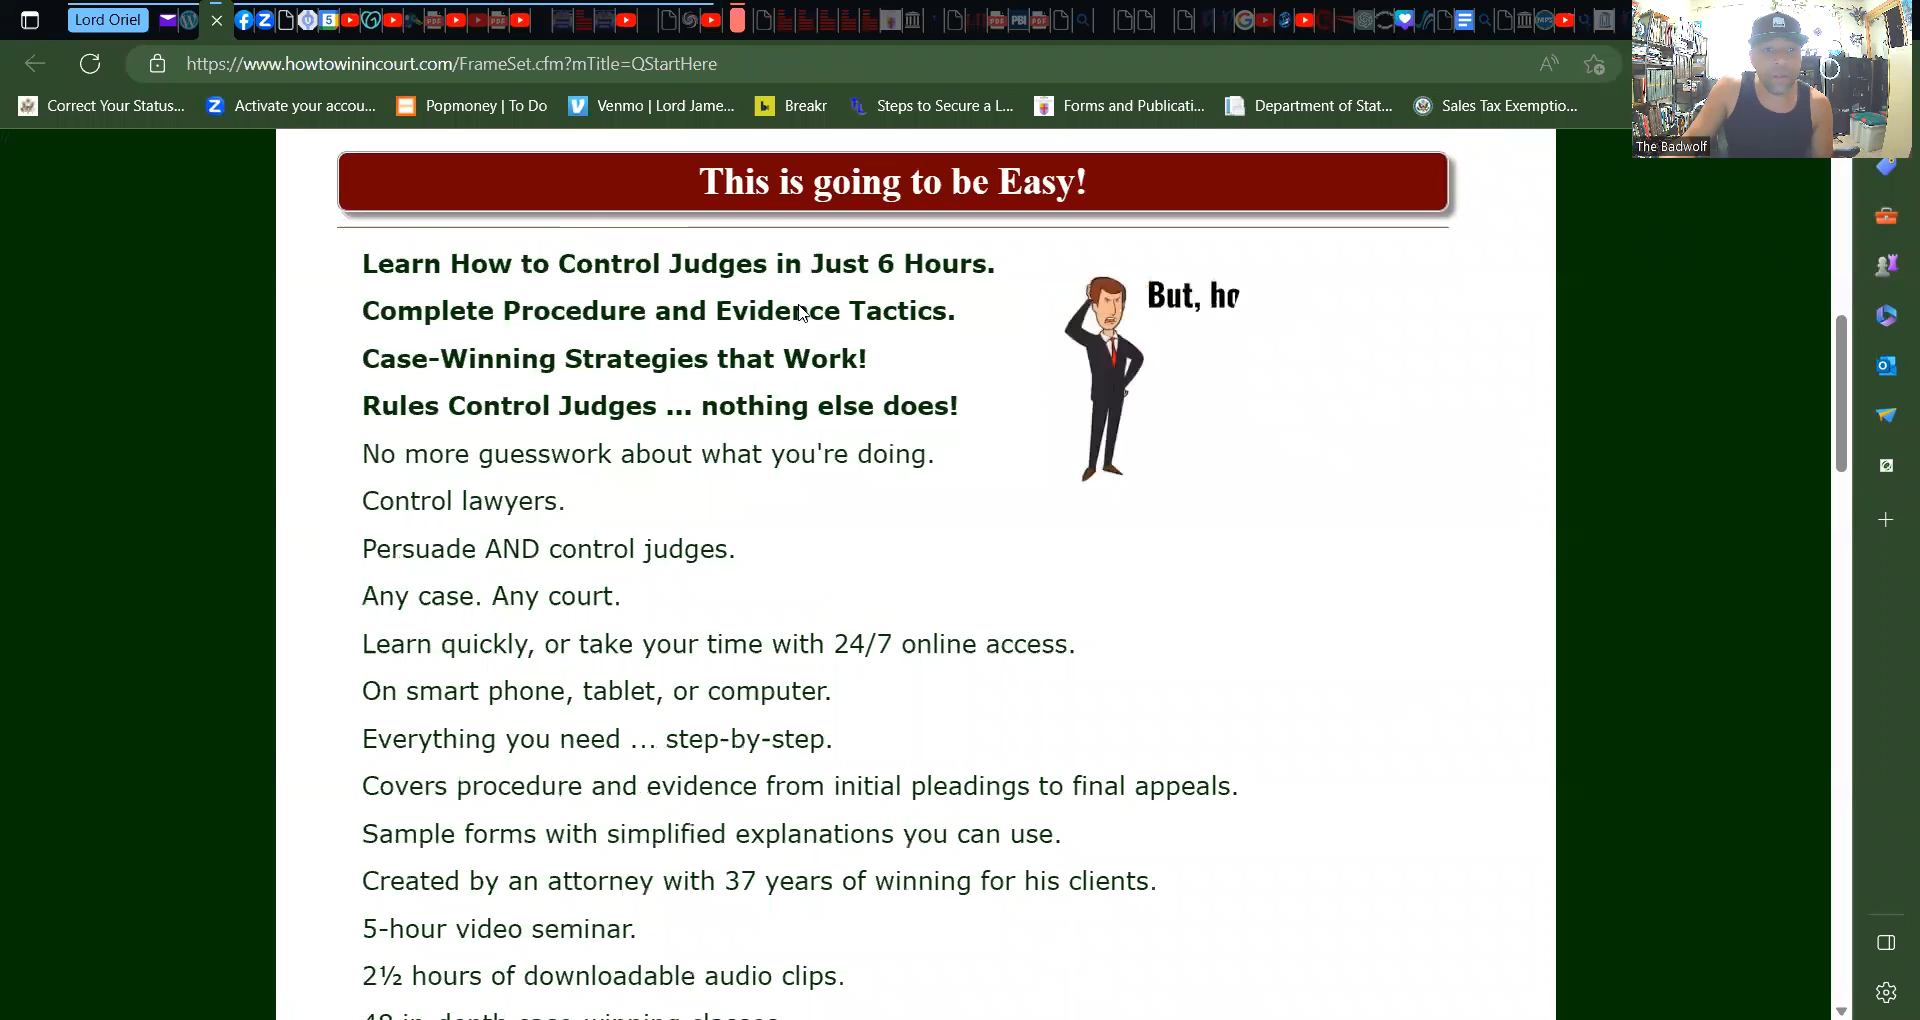 Lord Oriel
https://www.howtowinincourt.com/FrameSet.cfm?mTitle=QStartHere
Correct Your Status...
Activate your accou...
Popmoney | To Do
Venmo | Lord Jame...
Breakr
Steps to Secure a L...
Forms and Publicati...
Department of Stat...
Sales Tax Exemptio...
The Badwolf
This is going to be Easy!
Learn How to Control Judges in Just 6 Hours.
But, ho
Complete Procedure and Evidence Tactics.
Case-Winning Strategies that Work!
Rules Control Judges ... nothing else does!
No more guesswork about what you're doing.
Control lawyers.
Persuade AND control judges.
Any case. Any court.
Learn quickly, or take your time with 24/7 online access.
On smart phone, tablet, or computer.
Everything you need ... step-by-step.
Covers procedure and evidence from initial pleadings to final appeals.
Sample forms with simplified explanations you can use.
Created by an attorney with 37 years of winning for his clients.
5-hour video seminar.
2½ hours of downloadable audio clips.